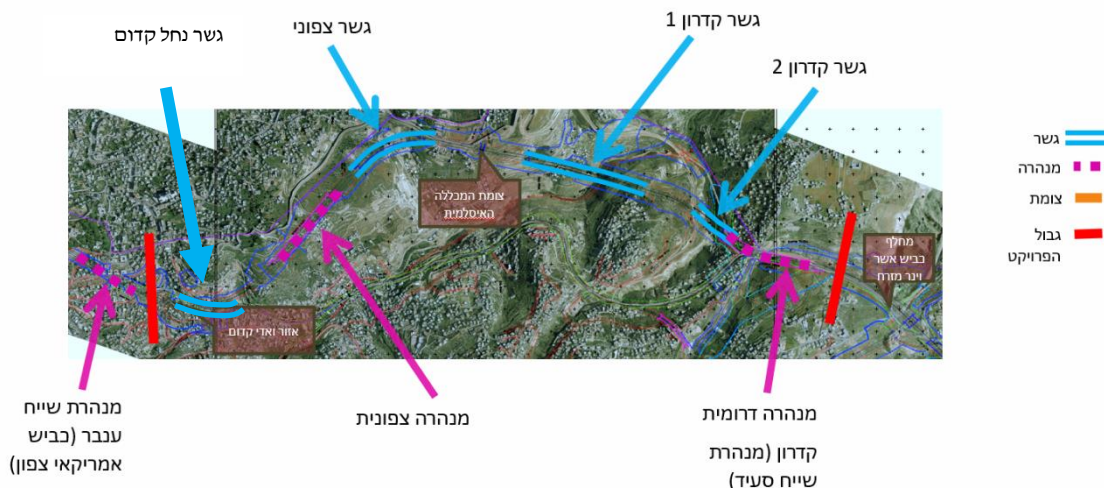 גשר נחל קדום
גשר צפוני
גשר קדרון 1
גשר קדרון 2
גשר
מנהרה
צומת
גבול
הפרויקט
צומת המכללה
האיסלמית
מחלף
כביש אשר
וינר מזרח
אזור ואדי קדום
מנהרת שייח
ענבר (כביש
אמריקאי צפון)
מנהרה צפונית
מנהרה דרומית
קדרון (מנהרת
שייח סעיד)